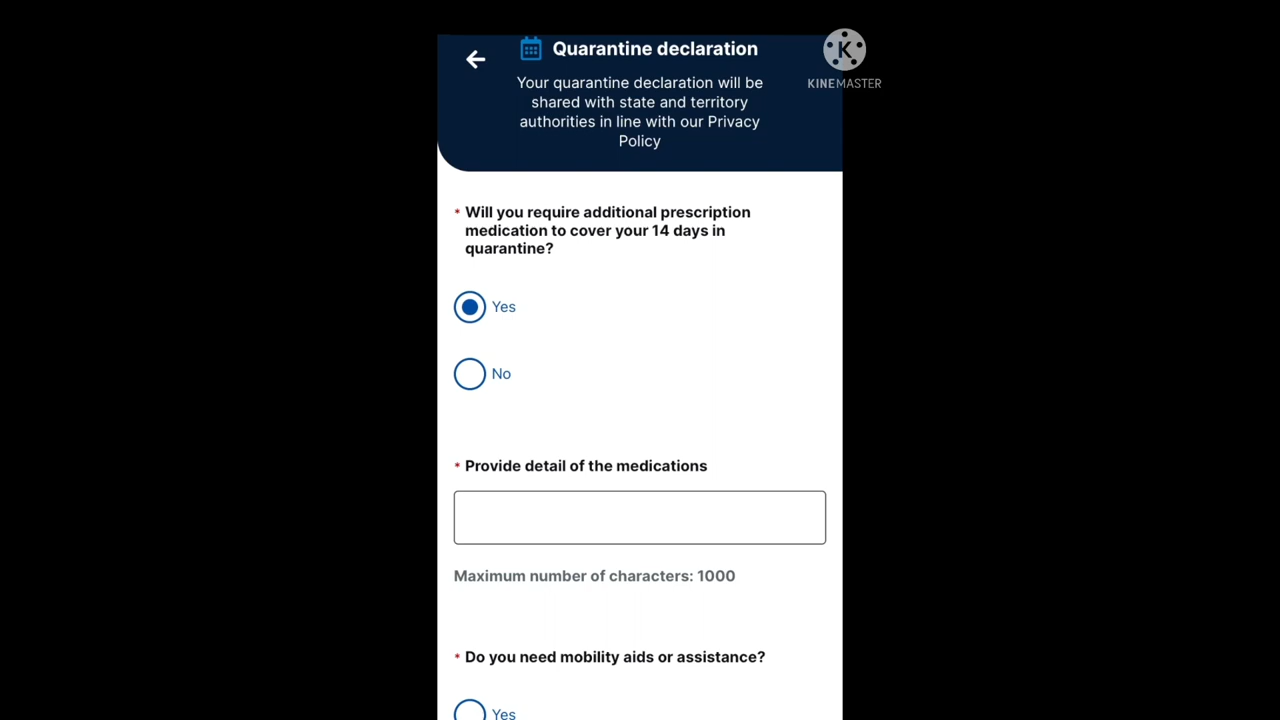 Quarantine declaration
Your quarantine declaration will be
shared with state and territory
authorities in line with our Privacy
Policy
K
KINEMASTER
* Will you require additional prescription
medication to cover your 14 days in
quarantine?
Yes
No
* Provide detail of the medications
Maximum number of characters: 1000
* Do you need mobility aids or assistance?
Yes